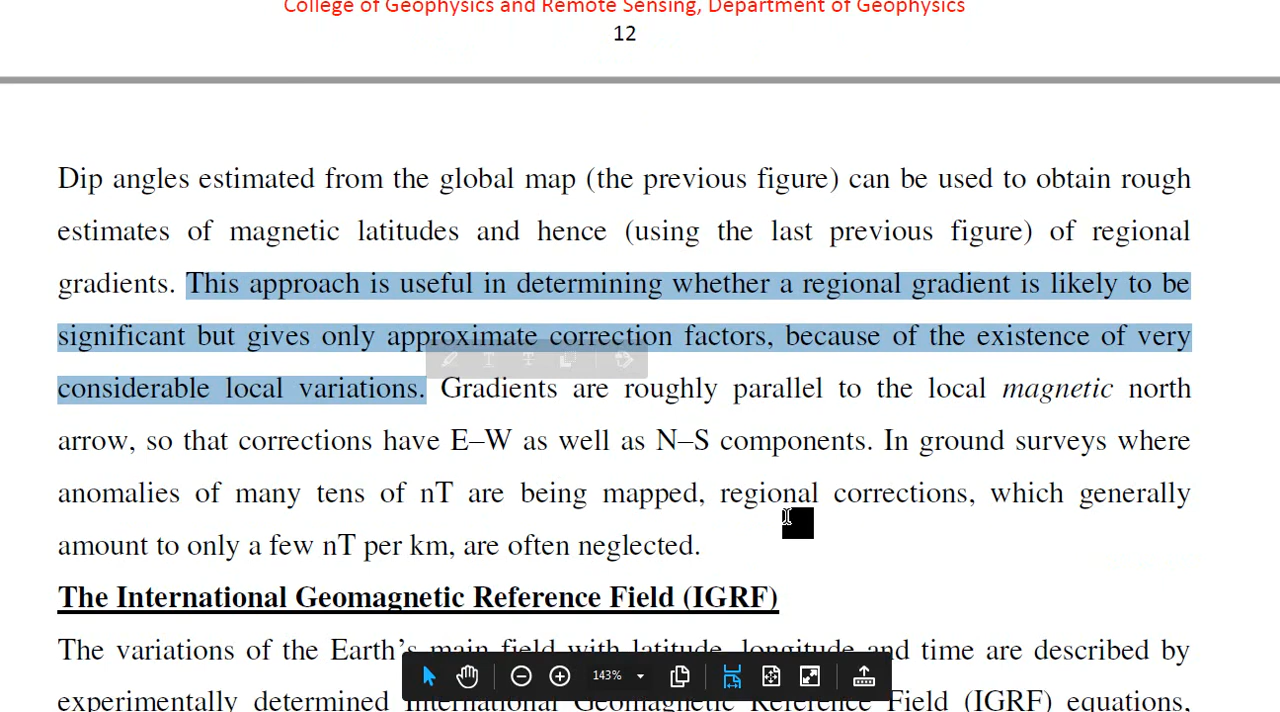 College of Geophysics and Remote Sensing, Department of Geophysics
12
Dip angles estimated from the global map (the previous figure) can be used to obtain rough
estimates of magnetic latitudes and hence (using the last previous figure) of regional
gradients. This approach is useful in determining whether a regional gradient is likely to be
significant but gives only approximate correction factors, because of the existence of very
considerable local variations. Gradients are roughly parallel to the local magnetic north
arrow, so that corrections have E–W as well as N–S components. In ground surveys where
anomalies of many tens of nT are being mapped, regional corrections, which generally
amount to only a few nT per km, are often neglected.
The International Geomagnetic Reference Field (IGRF)
The variations of the Earth’s main field with latitude, longitude and time are described by
143%
experimentally determined International Geomagnetic Reference Field (IGRF) equations,